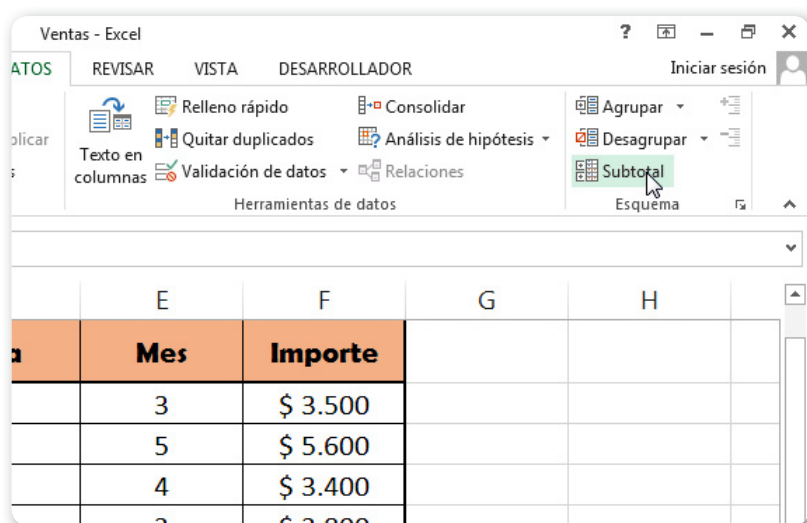 Ventas - Excel
?
ATOS REVISAR VISTA DESARROLLADOR Iniciar sesión
Relleno rápido Consolidar Agrupar
Quitar duplicados Análisis de hipótesis Desagrupar
Texto en columnas Validación de datos Relaciones Subtotal
Herramientas de datos Esquema
E F G H
a Mes Importe
3 $ 3.500
5 $ 5.600
4 $ 3.400